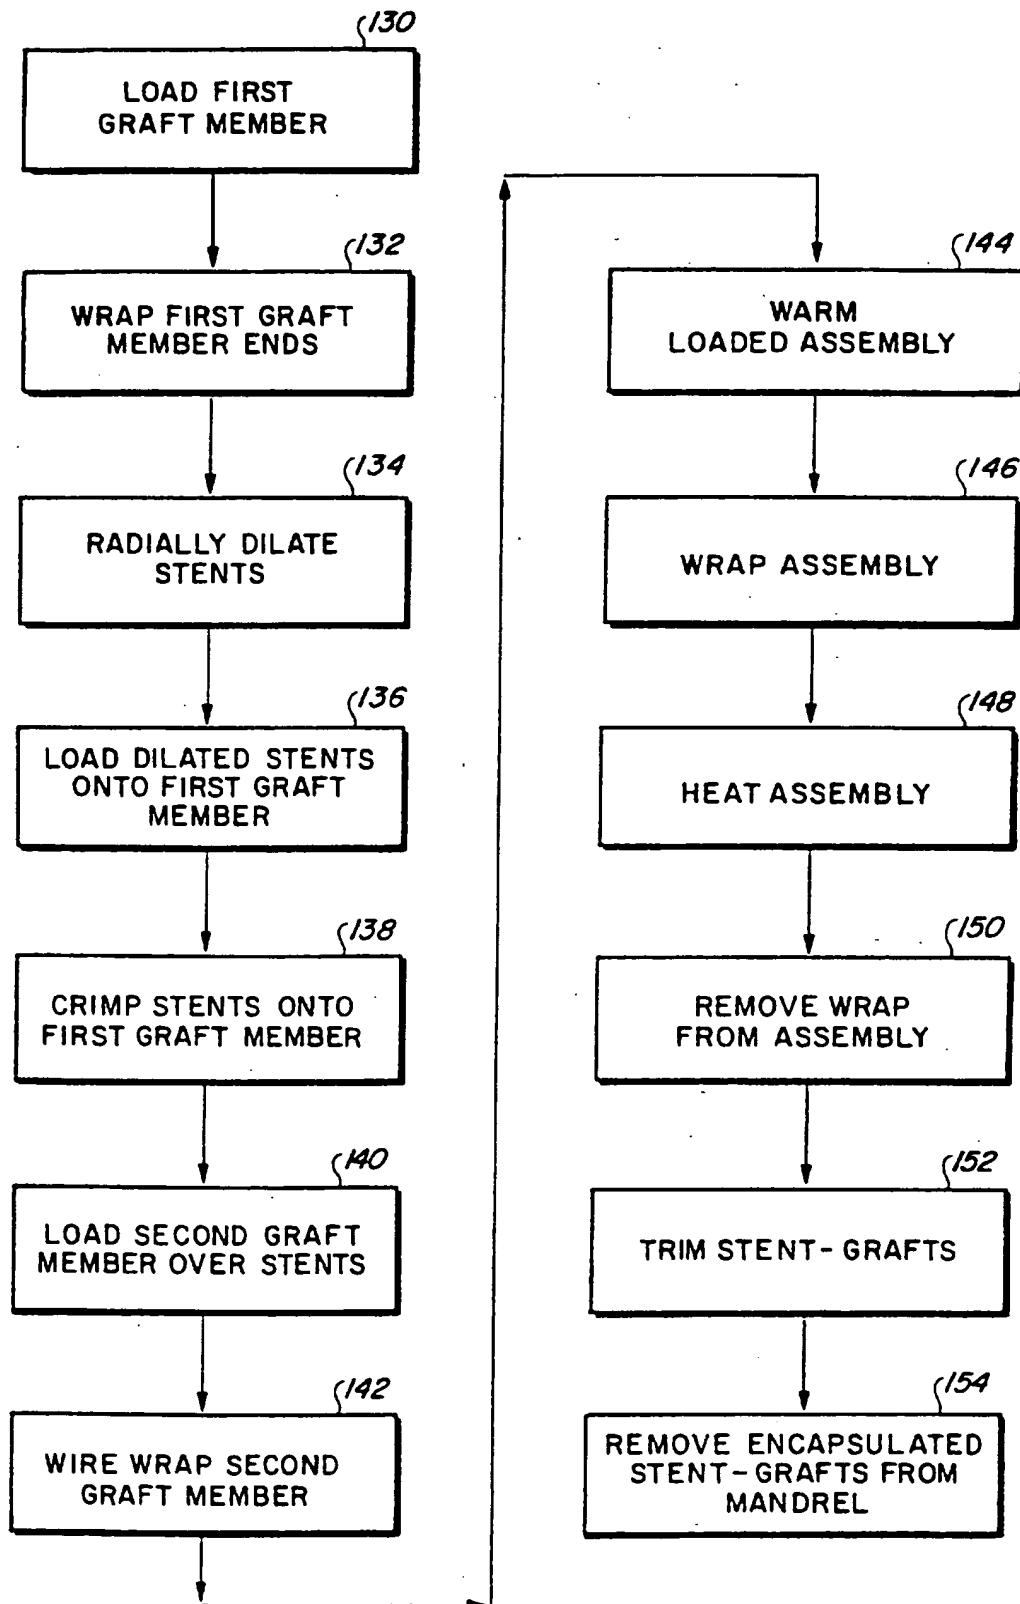 130
LOAD FIRST
GRAFT MEMBER
132
WRAP FIRST GRAFT
MEMBER ENDS
134
RADIALLY DILATE
STENTS
136
LOAD DILATED STENTS
ONTO FIRST GRAFT
MEMBER
138
CRIMP STENTS ONTO
FIRST GRAFT MEMBER
140
LOAD SECOND GRAFT
MEMBER OVER STENTS
142
WIRE WRAP SECOND
GRAFT MEMBER
144
WARM
LOADED ASSEMBLY
146
WRAP ASSEMBLY
148
HEAT ASSEMBLY
150
REMOVE WRAP
FROM ASSEMBLY
152
TRIM STENT-GRAFTS
154
REMOVE ENCAPSULATED
STENT-GRAFTS FROM
MANDREL